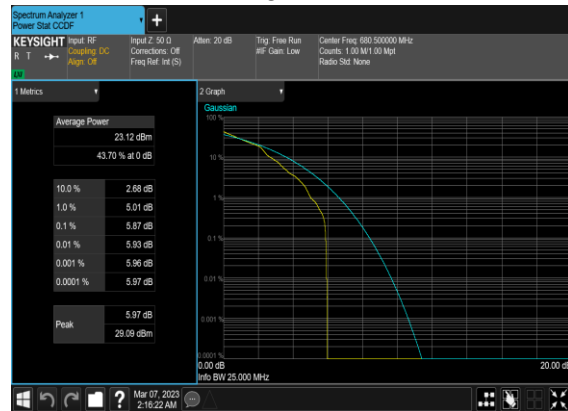 Spectrum Analyzer 1
Power Stat CCDF
KEYSIGHT
R T
LXI
Input: RF
Coupling: DC
Align: Off
Input Z: 50 Ω
Corrections: Off
Freq Ref: Int (S)
Atten: 20 dB
Trig: Free Run
#IF Gain: Low
Center Freq: 680.500000 MHz
Counts: 1.00 M/1.00 Mpt
Radio Std: None
1 Metrics
Average Power
23.12 dBm
43.70 % at 0 dB
10.0 % 2.68 dB
1.0 % 5.01 dB
0.1 % 5.87 dB
0.01 % 5.93 dB
0.001 % 5.96 dB
0.0001 % 5.97 dB
Peak
5.97 dB
29.09 dBm
2 Graph
Gaussian
100 %
10 %
1 %
0.1 %
0.01 %
0.001 %
0.0001 %
0.00 dB
20.00 dB
Info BW 25.000 MHz
?
Mar 07, 2023
2:16:22 AM